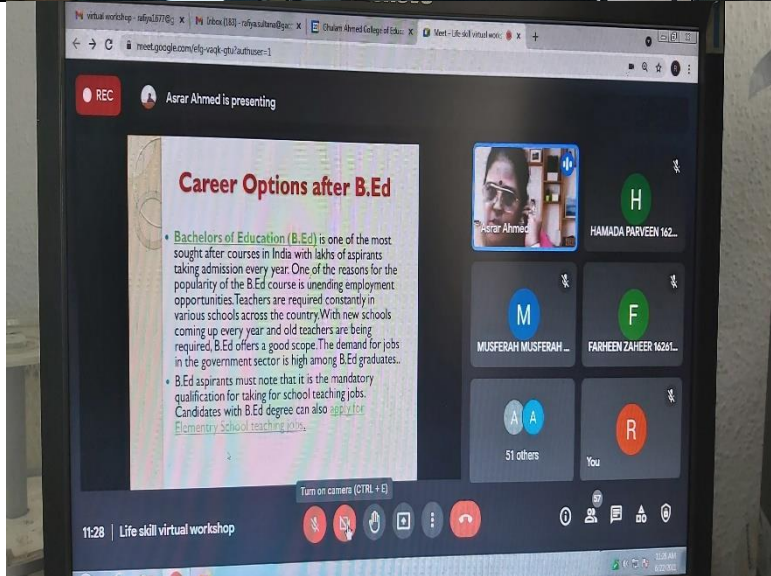 virtual workshop - rafiya1677@g
Inbox (183) - rafiya.sultana@gac
Ghulam Ahmed College of Educ
Meet - Life skill virtual work
meet.google.com/efg-vaqk-gtu?authuser=1
REC
Asrar Ahmed is presenting
Career Options after B.Ed
• Bachelors of Education (B.Ed) is one of the most
sought after courses in India with lakhs of aspirants
taking admission every year. One of the reasons for the
popularity of the B.Ed course is unending employment
opportunities.Teachers are required constantly in
various schools across the country.With new schools
coming up every year and old teachers are being
required, B.Ed offers a good scope.The demand for jobs
in the government sector is high among B.Ed graduates..
• B.Ed aspirants must note that it is the mandatory
qualification for taking for school teaching jobs.
Candidates with B.Ed degree can also apply for
Elementry School teaching jobs.
Asrar Ahmed
H
HAMADA PARVEEN 162...
M
MUSFERAH MUSFERAH ...
F
FARHEEN ZAHEER 16261...
A A
51 others
R
You
Turn on camera (CTRL + E)
57
11:28 | Life skill virtual workshop